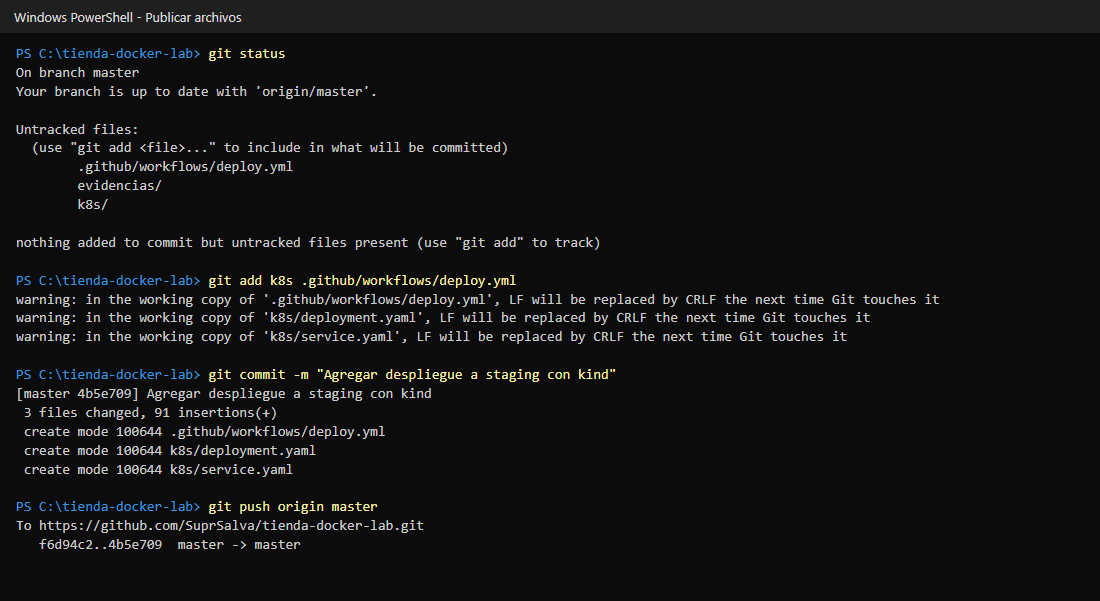 Windows PowerShell - Publicar archivos
PS C:\tienda-docker-lab> git status
On branch master
Your branch is up to date with 'origin/master'.
Untracked files:
(use "git add <file>..." to include in what will be committed)
.github/workflows/deploy.yml
evidencias/
k8s/
nothing added to commit but untracked files present (use "git add" to track)
PS C:\tienda-docker-lab> git add k8s .github/workflows/deploy.yml
warning: in the working copy of '.github/workflows/deploy.yml', LF will be replaced by CRLF the next time Git touches it
warning: in the working copy of 'k8s/deployment.yaml', LF will be replaced by CRLF the next time Git touches it
warning: in the working copy of 'k8s/service.yaml', LF will be replaced by CRLF the next time Git touches it
PS C:\tienda-docker-lab> git commit -m "Agregar despliegue a staging con kind"
[master 4b5e709] Agregar despliegue a staging con kind
3 files changed, 91 insertions(+)
create mode 100644 .github/workflows/deploy.yml
create mode 100644 k8s/deployment.yaml
create mode 100644 k8s/service.yaml
PS C:\tienda-docker-lab> git push origin master
To https://github.com/SuprSalva/tienda-docker-lab.git
f6d94c2..4b5e709  master -> master